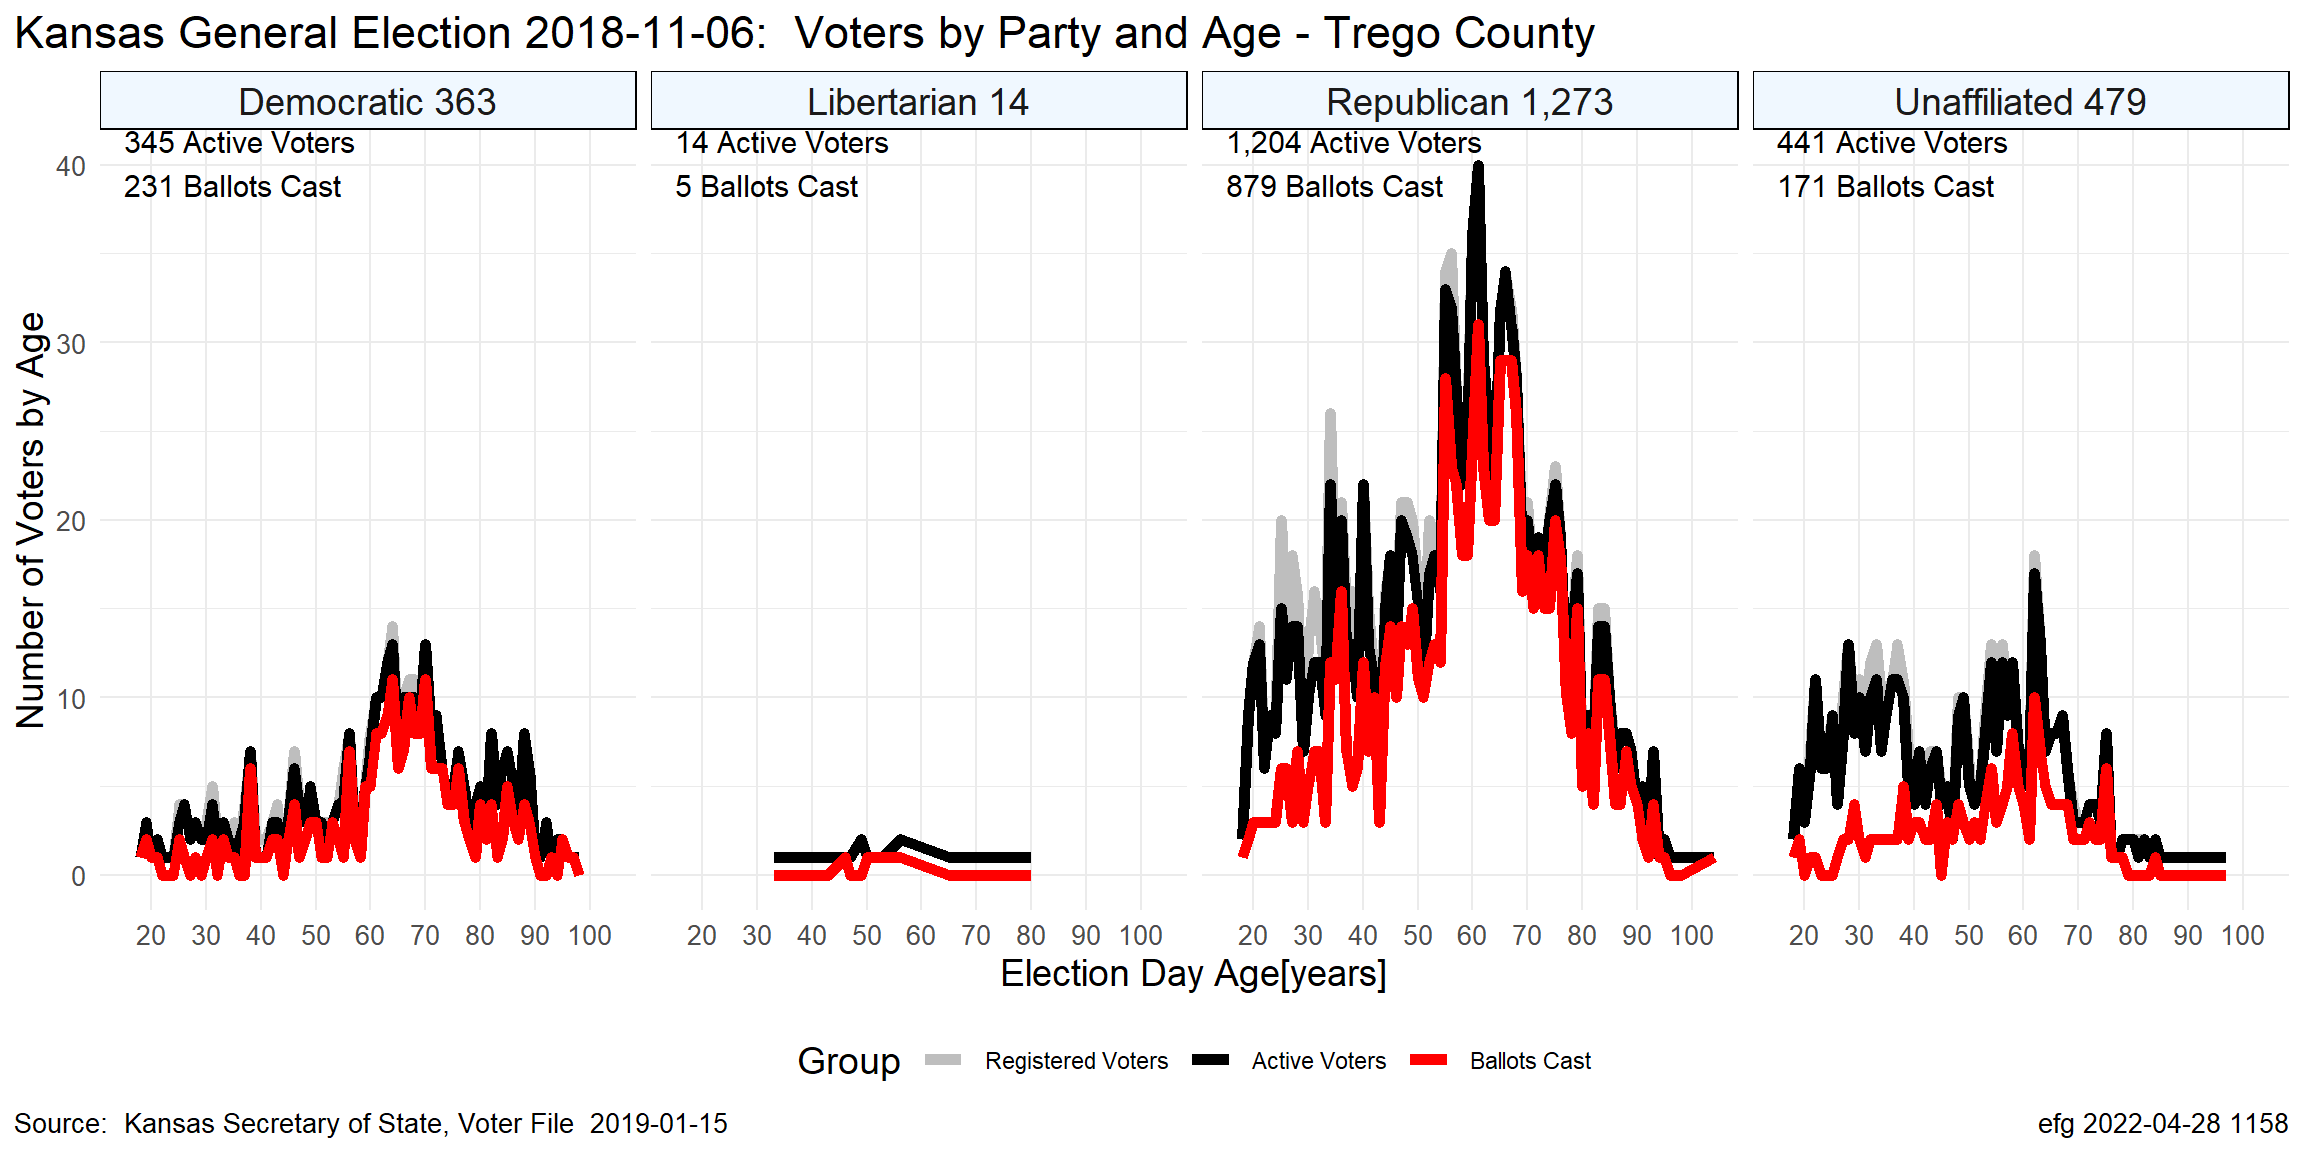 Kansas General Election 2018-11-06:  Voters by Party and Age - Trego County
Democratic 363
Libertarian 14
Republican 1,273
Unaffiliated 479
345 Active Voters
231 Ballots Cast
14 Active Voters
5 Ballots Cast
1,204 Active Voters
879 Ballots Cast
441 Active Voters
171 Ballots Cast
Number of Voters by Age
40
30
20
10
0
20 30 40 50 60 70 80 90 100
20 30 40 50 60 70 80 90 100
20 30 40 50 60 70 80 90 100
20 30 40 50 60 70 80 90 100
Election Day Age[years]
Group Registered Voters Active Voters Ballots Cast
Source:  Kansas Secretary of State, Voter File  2019-01-15
efg 2022-04-28 1158